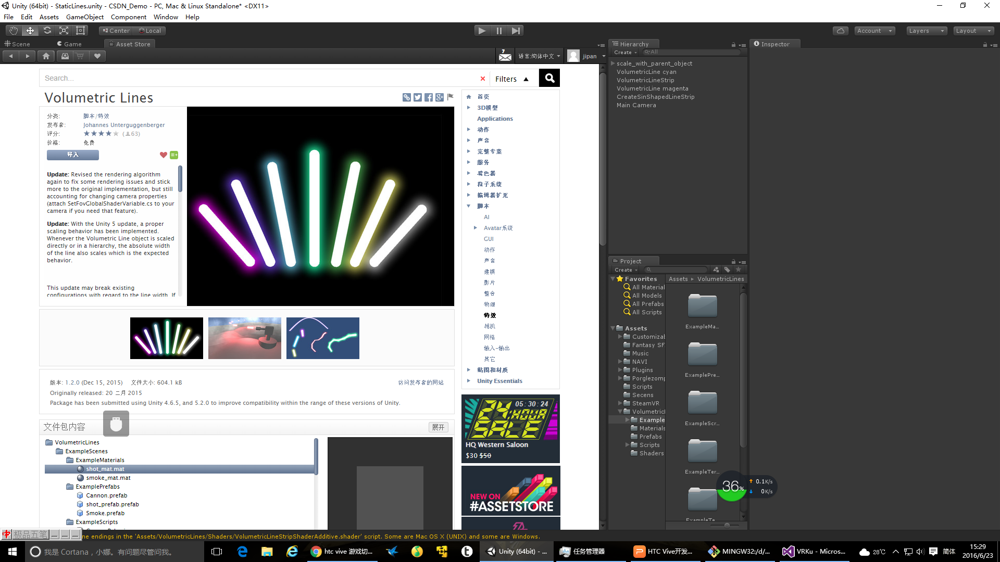 Unity (64bit) - StaticLines.unity - CSDN_Demo - PC, Mac & Linux Standalone* <DX11>
File Edit Assets GameObject Component Window Help
Center Local
Account Layers Layout
Scene Game Asset Store
7 语言:简体中文 jipan
Search... Filters
Volumetric Lines
分类: 脚本/特效
发布者: Johannes Unterguggenberger
评分: (63)
价格: 免费
导入
Update: Revised the rendering algorithm
again to fix some rendering issues and stick
more to the original implementation, but still
accounting for changing camera properties
(attach SetFovGlobalShaderVariable.cs to your
camera if you need that feature).
Update: With the Unity 5 update, a proper
scaling behavior has been implemented.
Whenever the Volumetric Line object is scaled
directly or in a hierarchy, the absolute width
of the line also scales which is the expected
behavior.
This update may break existing
configurations with regard to the line width. If
版本: 1.2.0 (Dec 15, 2015) 文件大小: 604.1 kB
访问发布者的网站
Originally released: 20 二月 2015
Package has been submitted using Unity 4.6.5, and 5.2.0 to improve compatibility within the range of these versions of Unity.
文件包内容
展开
VolumetricLines
ExampleScenes
ExampleMaterials
shot_mat.mat
smoke_mat.mat
ExamplePrefabs
Cannon.prefab
shot_prefab.prefab
Smoke.prefab
ExampleScripts
首页
3D模型
Applications
动作
声音
完整专案
服务
着色器
粒子系统
编辑器扩充
脚本
AI
Avatar系统
GUI
动作
声音
建模
影片
整合
物理
特效
相机
网络
输入-输出
其它
贴图和材质
Unity Essentials
05:30:24
24 HOUR
SALE
HQ Western Saloon
$30 $50
NEW ON
#ASSETSTORE
Hierarchy
Create All
scale_with_parent_object
VolumetricLine cyan
VolumetricLineStrip
VolumetricLine magenta
CreateSinShapedLineStrip
Main Camera
Inspector
Project
Create
Favorites
All Material
All Models
All Prefabs
All Scripts
Assets
Customizal
Fantasy SF
Music
NAVI
Plugins
Porglezomp
Scripts
Secens
SteamVR
Volumetricl
Example
Materials
Prefabs
Scripts
Shaders
Assets ▸ VolumetricLines
ExampleMa...
ExamplePre...
ExampleScr...
ExampleTer...
ExampleTe...
36%
0.1K/s
0K/s
极品五笔
ne endings in the 'Assets/VolumetricLines/Shaders/VolumetricLineStripShaderAdditive.shader' script. Some are Mac OS X (UNIX) and some are Windows.
我是 Cortana，小娜。有问题尽管问我。
htc vive 游戏切...
Unity (64bit) - ...
任务管理器
HTC Vive开发...
MINGW32:/d/...
VRKu - Micros...
28℃
简体
15:29
2016/6/23